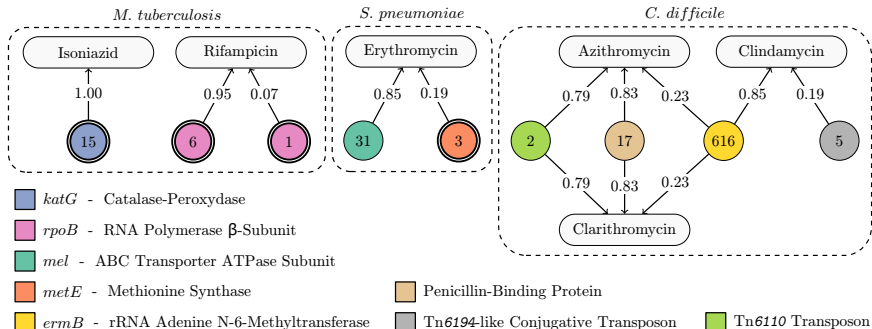 M. tuberculosis S. pneumoniae C. difficile
Isoniazid Rifampicin Erythromycin Azithromycin Clindamycin
1.00 0.95 0.07 0.85 0.19 0.79 0.83 0.23 0.85 0.19
15 6 1 31 3 2 17 616 5
0.79 0.83 0.23
katG - Catalase-Peroxydase
Clarithromycin
rpoB - RNA Polymerase β-Subunit
mel - ABC Transporter ATPase Subunit
metE - Methionine Synthase Penicillin-Binding Protein
ermB - rRNA Adenine N-6-Methyltransferase Tn6194-like Conjugative Transposon Tn6110 Transposon